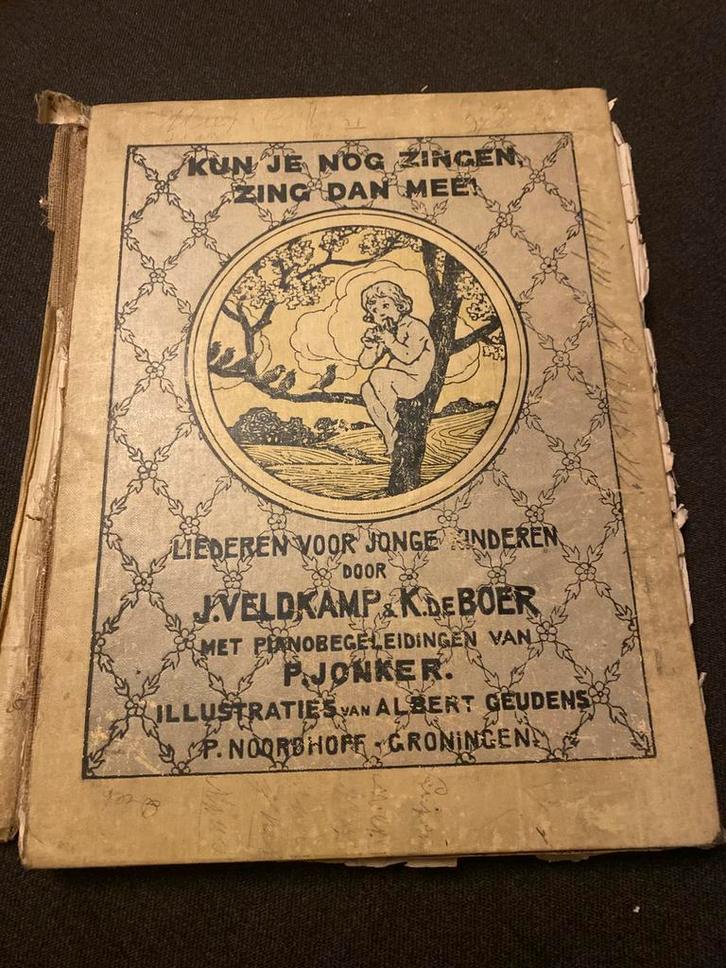 KUN JE NOG ZINGEN,
ZING DAN MEE!
LIEDEREN VOOR JONGE KINDEREN
DOOR
J. VELDKAMP & K. DE BOER
MET PIANOBEGELEIDINGEN VAN
P. JONKER.
ILLUSTRATIES VAN ALBERT GEUDENS
P. NOORDHOFF - GRONINGEN.